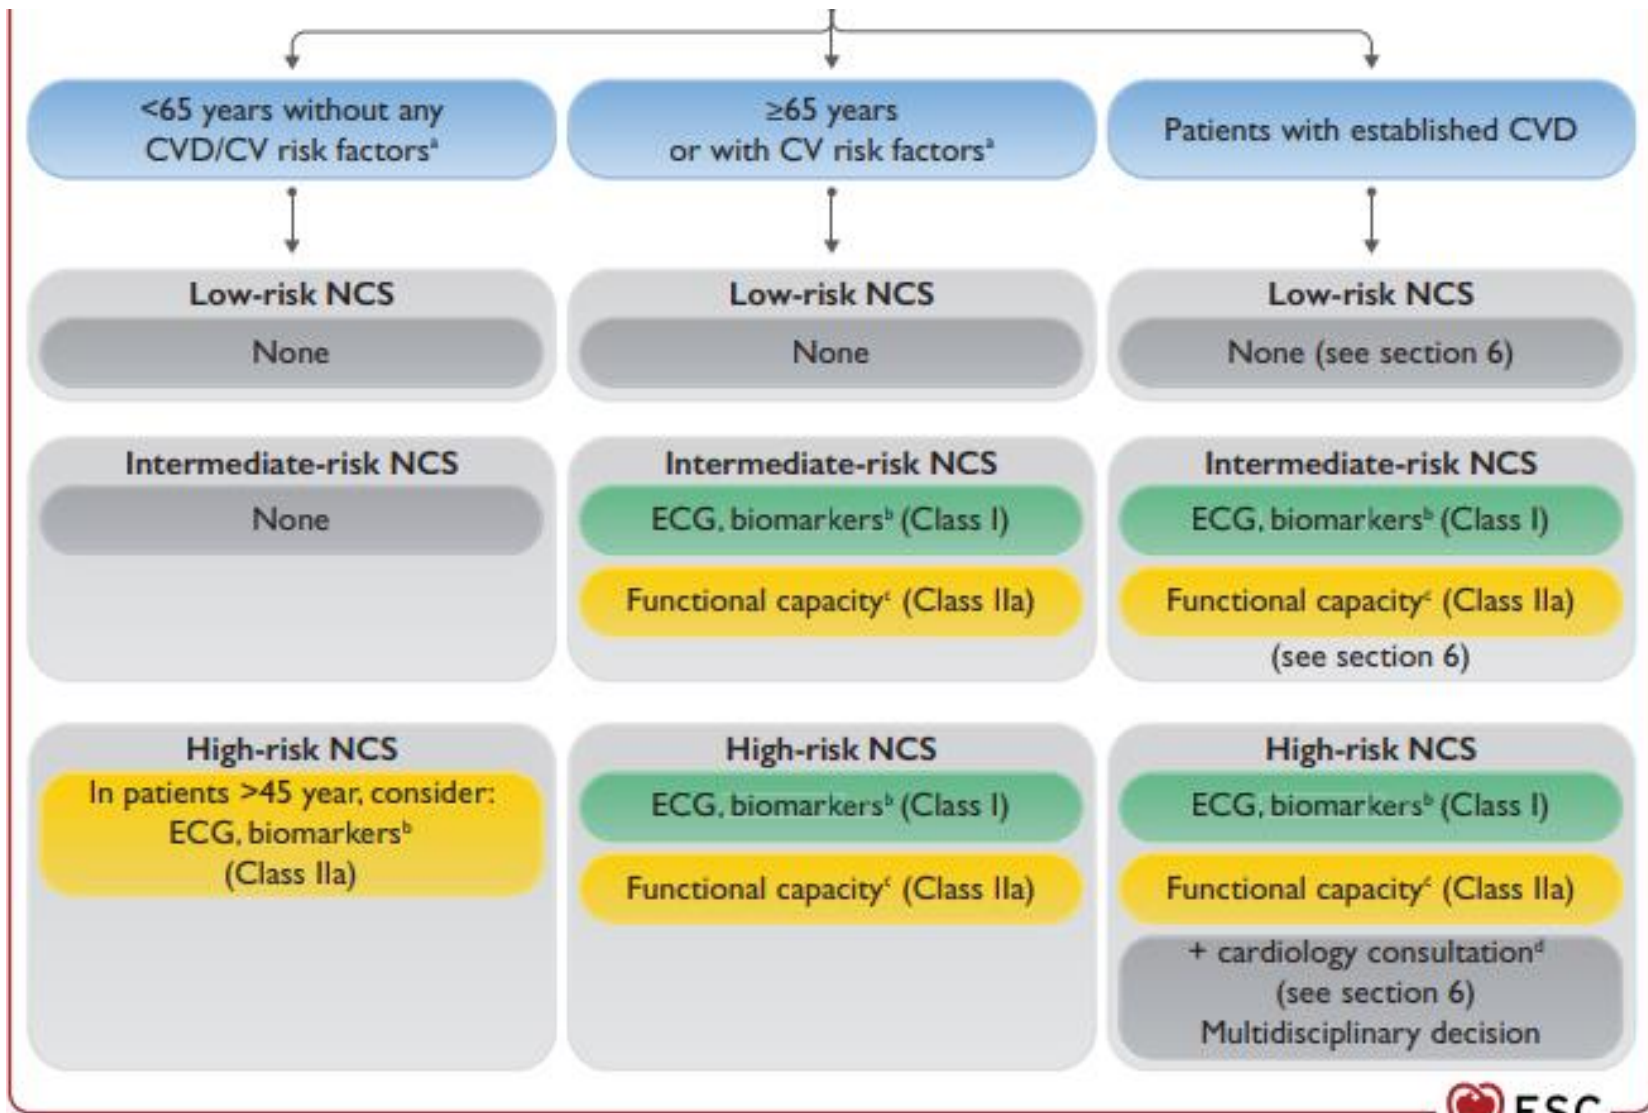 <65 years without any
CVD/CV risk factorsᵃ
≥65 years
or with CV risk factorsᵃ
Patients with established CVD
Low-risk NCS
None
Low-risk NCS
None
Low-risk NCS
None (see section 6)
Intermediate-risk NCS
None
Intermediate-risk NCS
ECG, biomarkersᵇ (Class I)
Functional capacityᶜ (Class IIa)
Intermediate-risk NCS
ECG, biomarkersᵇ (Class I)
Functional capacityᶜ (Class IIa)
(see section 6)
High-risk NCS
In patients >45 year, consider:
ECG, biomarkersᵇ
(Class IIa)
High-risk NCS
ECG, biomarkersᵇ (Class I)
Functional capacityᶜ (Class IIa)
High-risk NCS
ECG, biomarkersᵇ (Class I)
Functional capacityᶜ (Class IIa)
+ cardiology consultationᵈ
(see section 6)
Multidisciplinary decision
ESC